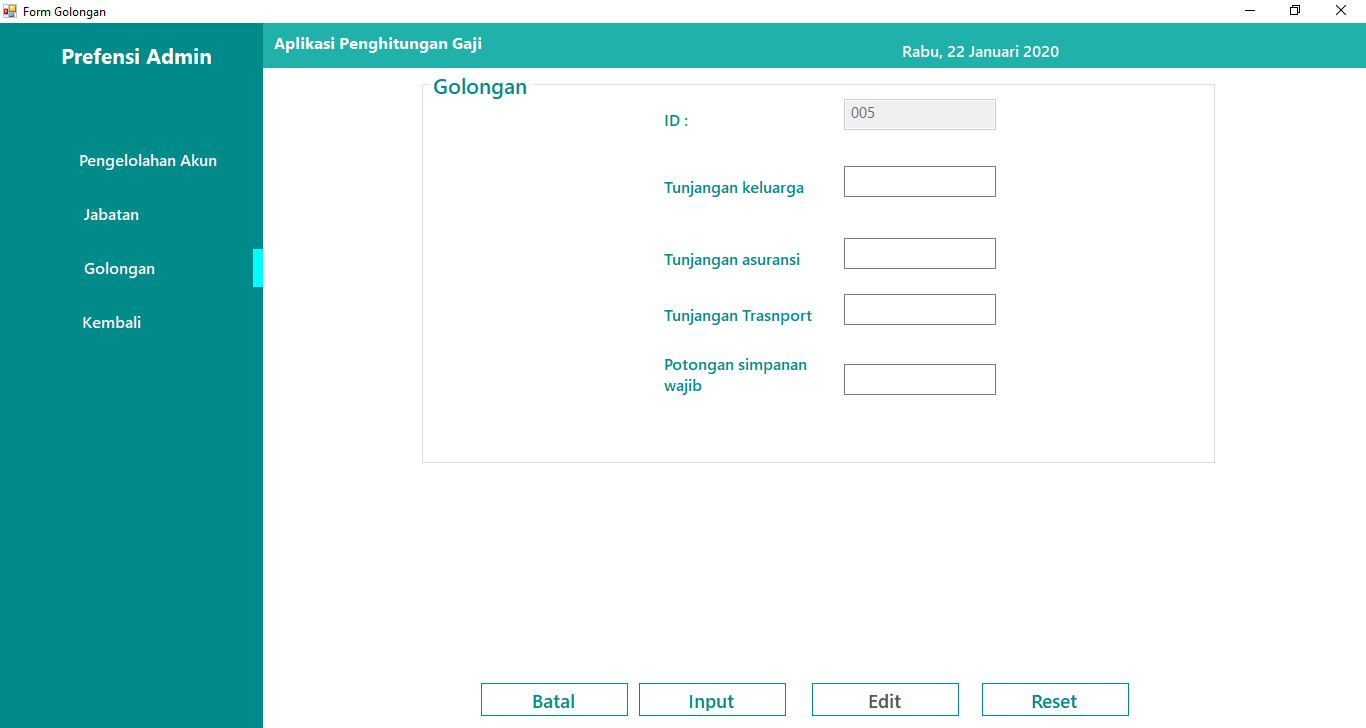 Form Golongan
Prefensi Admin
Aplikasi Penghitungan Gaji
Rabu, 22 Januari 2020
Pengelolahan Akun
Jabatan
Golongan
Kembali
Golongan
ID :
005
Tunjangan keluarga
Tunjangan asuransi
Tunjangan Trasnport
Potongan simpanan
wajib
Batal
Input
Edit
Reset